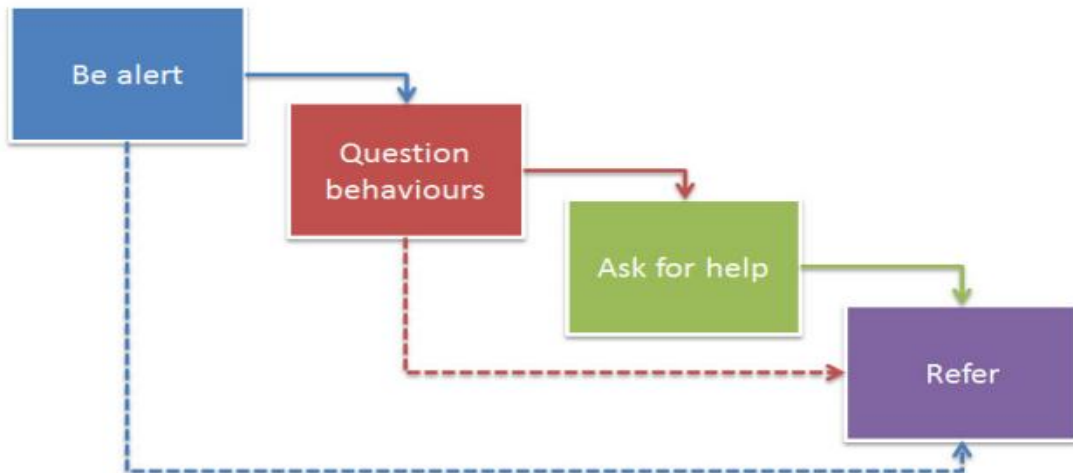 Be alert
Question
behaviours
Ask for help
Refer